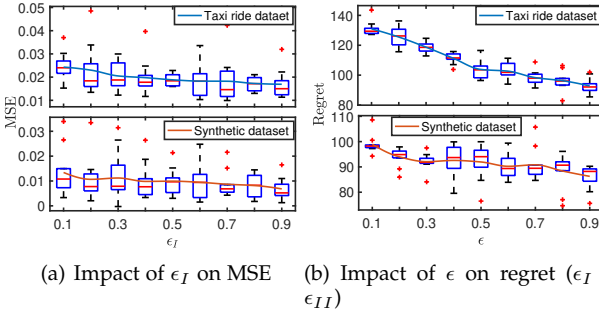 Taxi ride dataset
0.04
0.03
0.02
0.01
MSE
Synthetic dataset
0.03
0.02
0.01
0
0.1 0.3 0.5 0.7 0.9
ϵ_I
Taxi ride dataset
140
120
100
80
Regret
Synthetic dataset
110
100
90
80
0.1 0.3 0.5 0.7 0.9
ϵ
(a) Impact of ϵ_I on MSE
(b) Impact of ϵ on regret (ϵ_I
ϵ_{II})